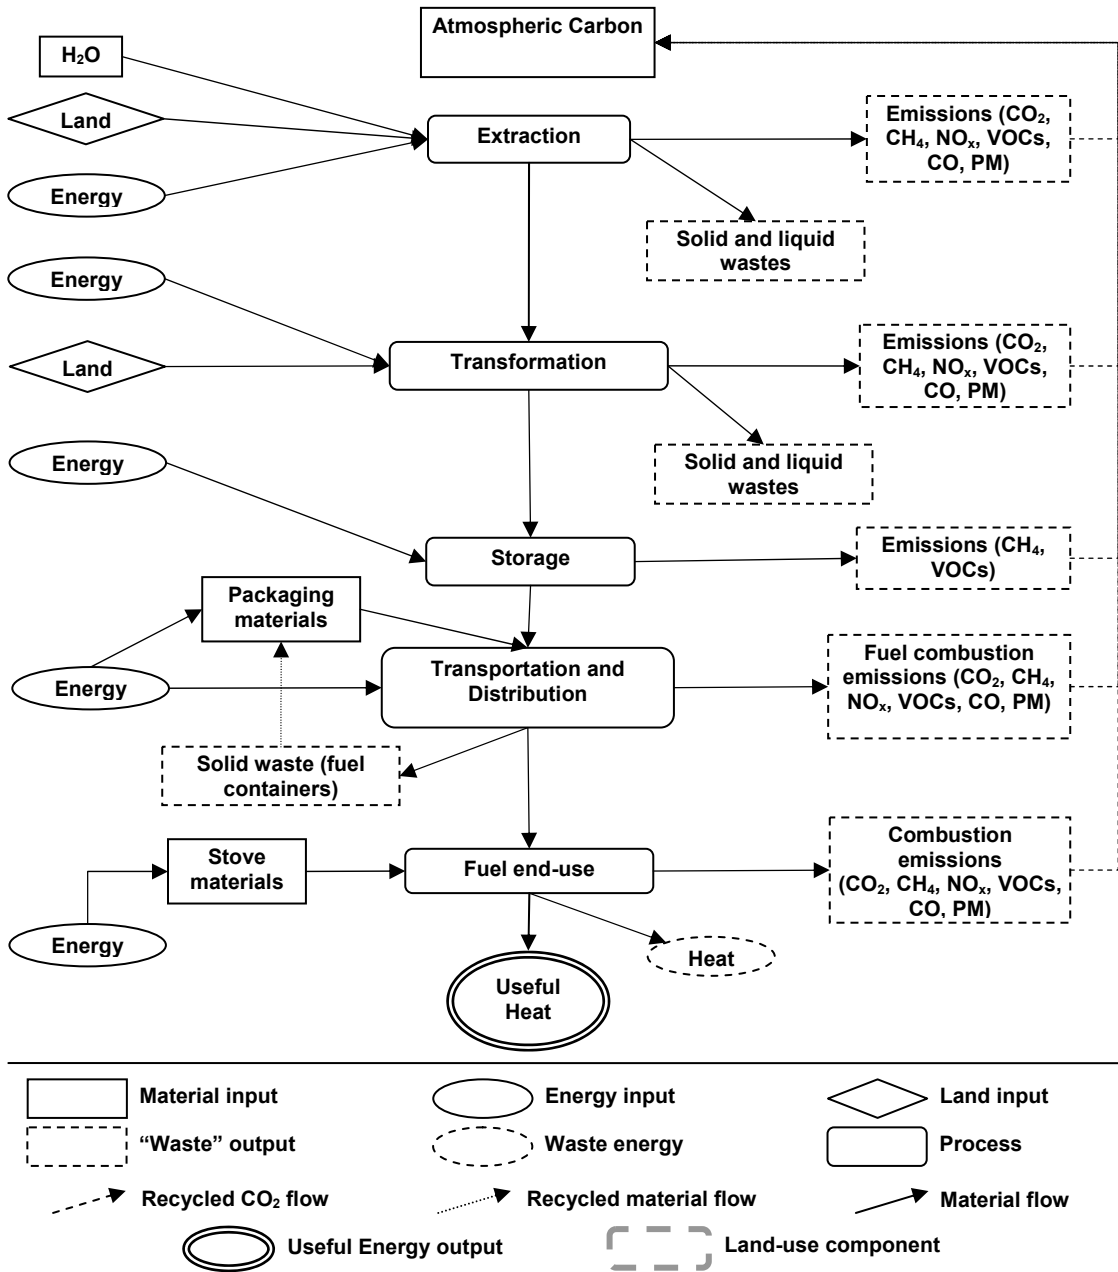 Atmospheric Carbon
H₂O
Land
Energy
Extraction
Emissions (CO₂,
CH₄, NOₓ, VOCs,
CO, PM)
Solid and liquid
wastes
Energy
Land
Transformation
Emissions (CO₂,
CH₄, NOₓ, VOCs,
CO, PM)
Solid and liquid
wastes
Energy
Storage
Emissions (CH₄,
VOCs)
Packaging
materials
Energy
Transportation and
Distribution
Fuel combustion
emissions (CO₂, CH₄,
NOₓ, VOCs, CO, PM)
Solid waste (fuel
containers)
Stove
materials
Energy
Fuel end-use
Combustion
emissions
(CO₂, CH₄, NOₓ, VOCs,
CO, PM)
Heat
Useful
Heat
Material input
Energy input
Land input
“Waste” output
Waste energy
Process
Recycled CO₂ flow
Recycled material flow
Material flow
Useful Energy output
Land-use component